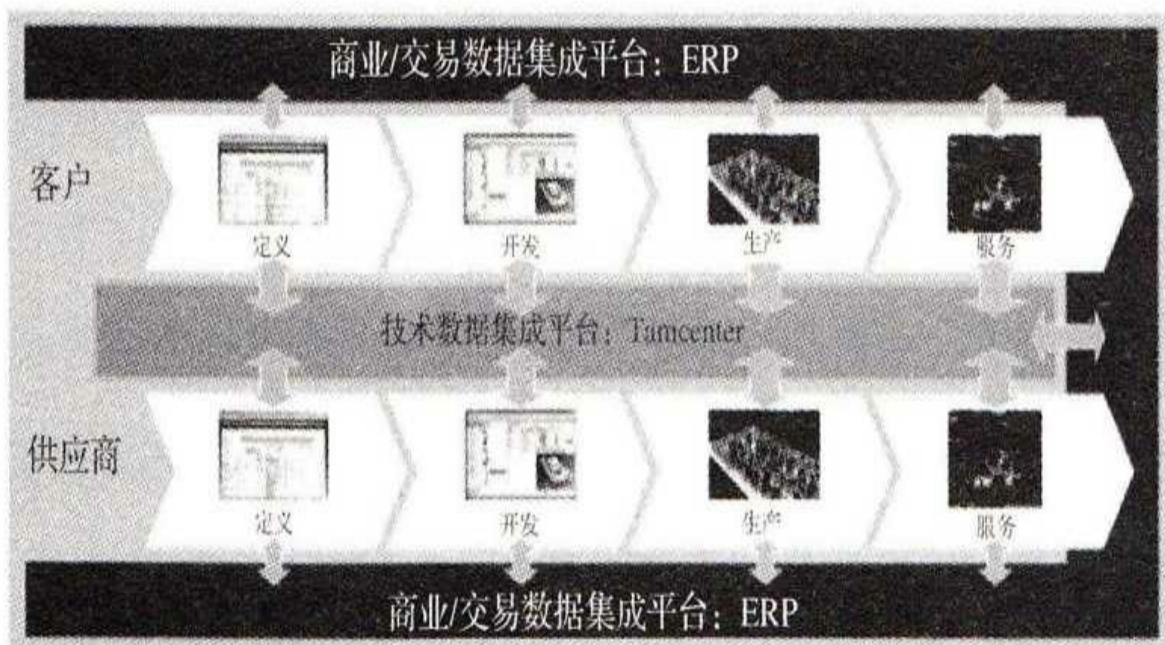 商业/交易数据集成平台：ERP
客户
定义 开发 生产 服务
技术数据集成平台：Tamcenter
供应商
定义 开发 生产 服务
商业/交易数据集成平台：ERP